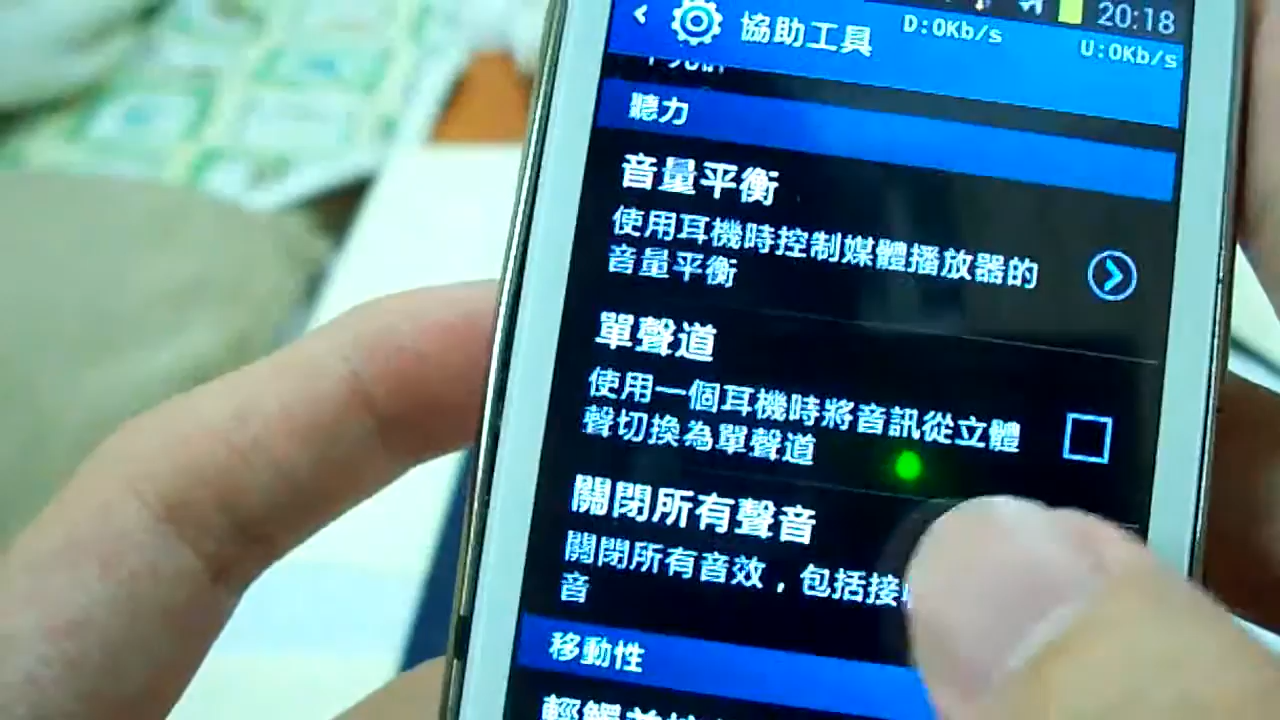 20:18
協助工具
D:0Kb/s
U:0Kb/s
聽力
音量平衡
使用耳機時控制媒體播放器的
音量平衡
單聲道
使用一個耳機時將音訊從立體
聲切換為單聲道
關閉所有聲音
關閉所有音效，包括接
音
移動性